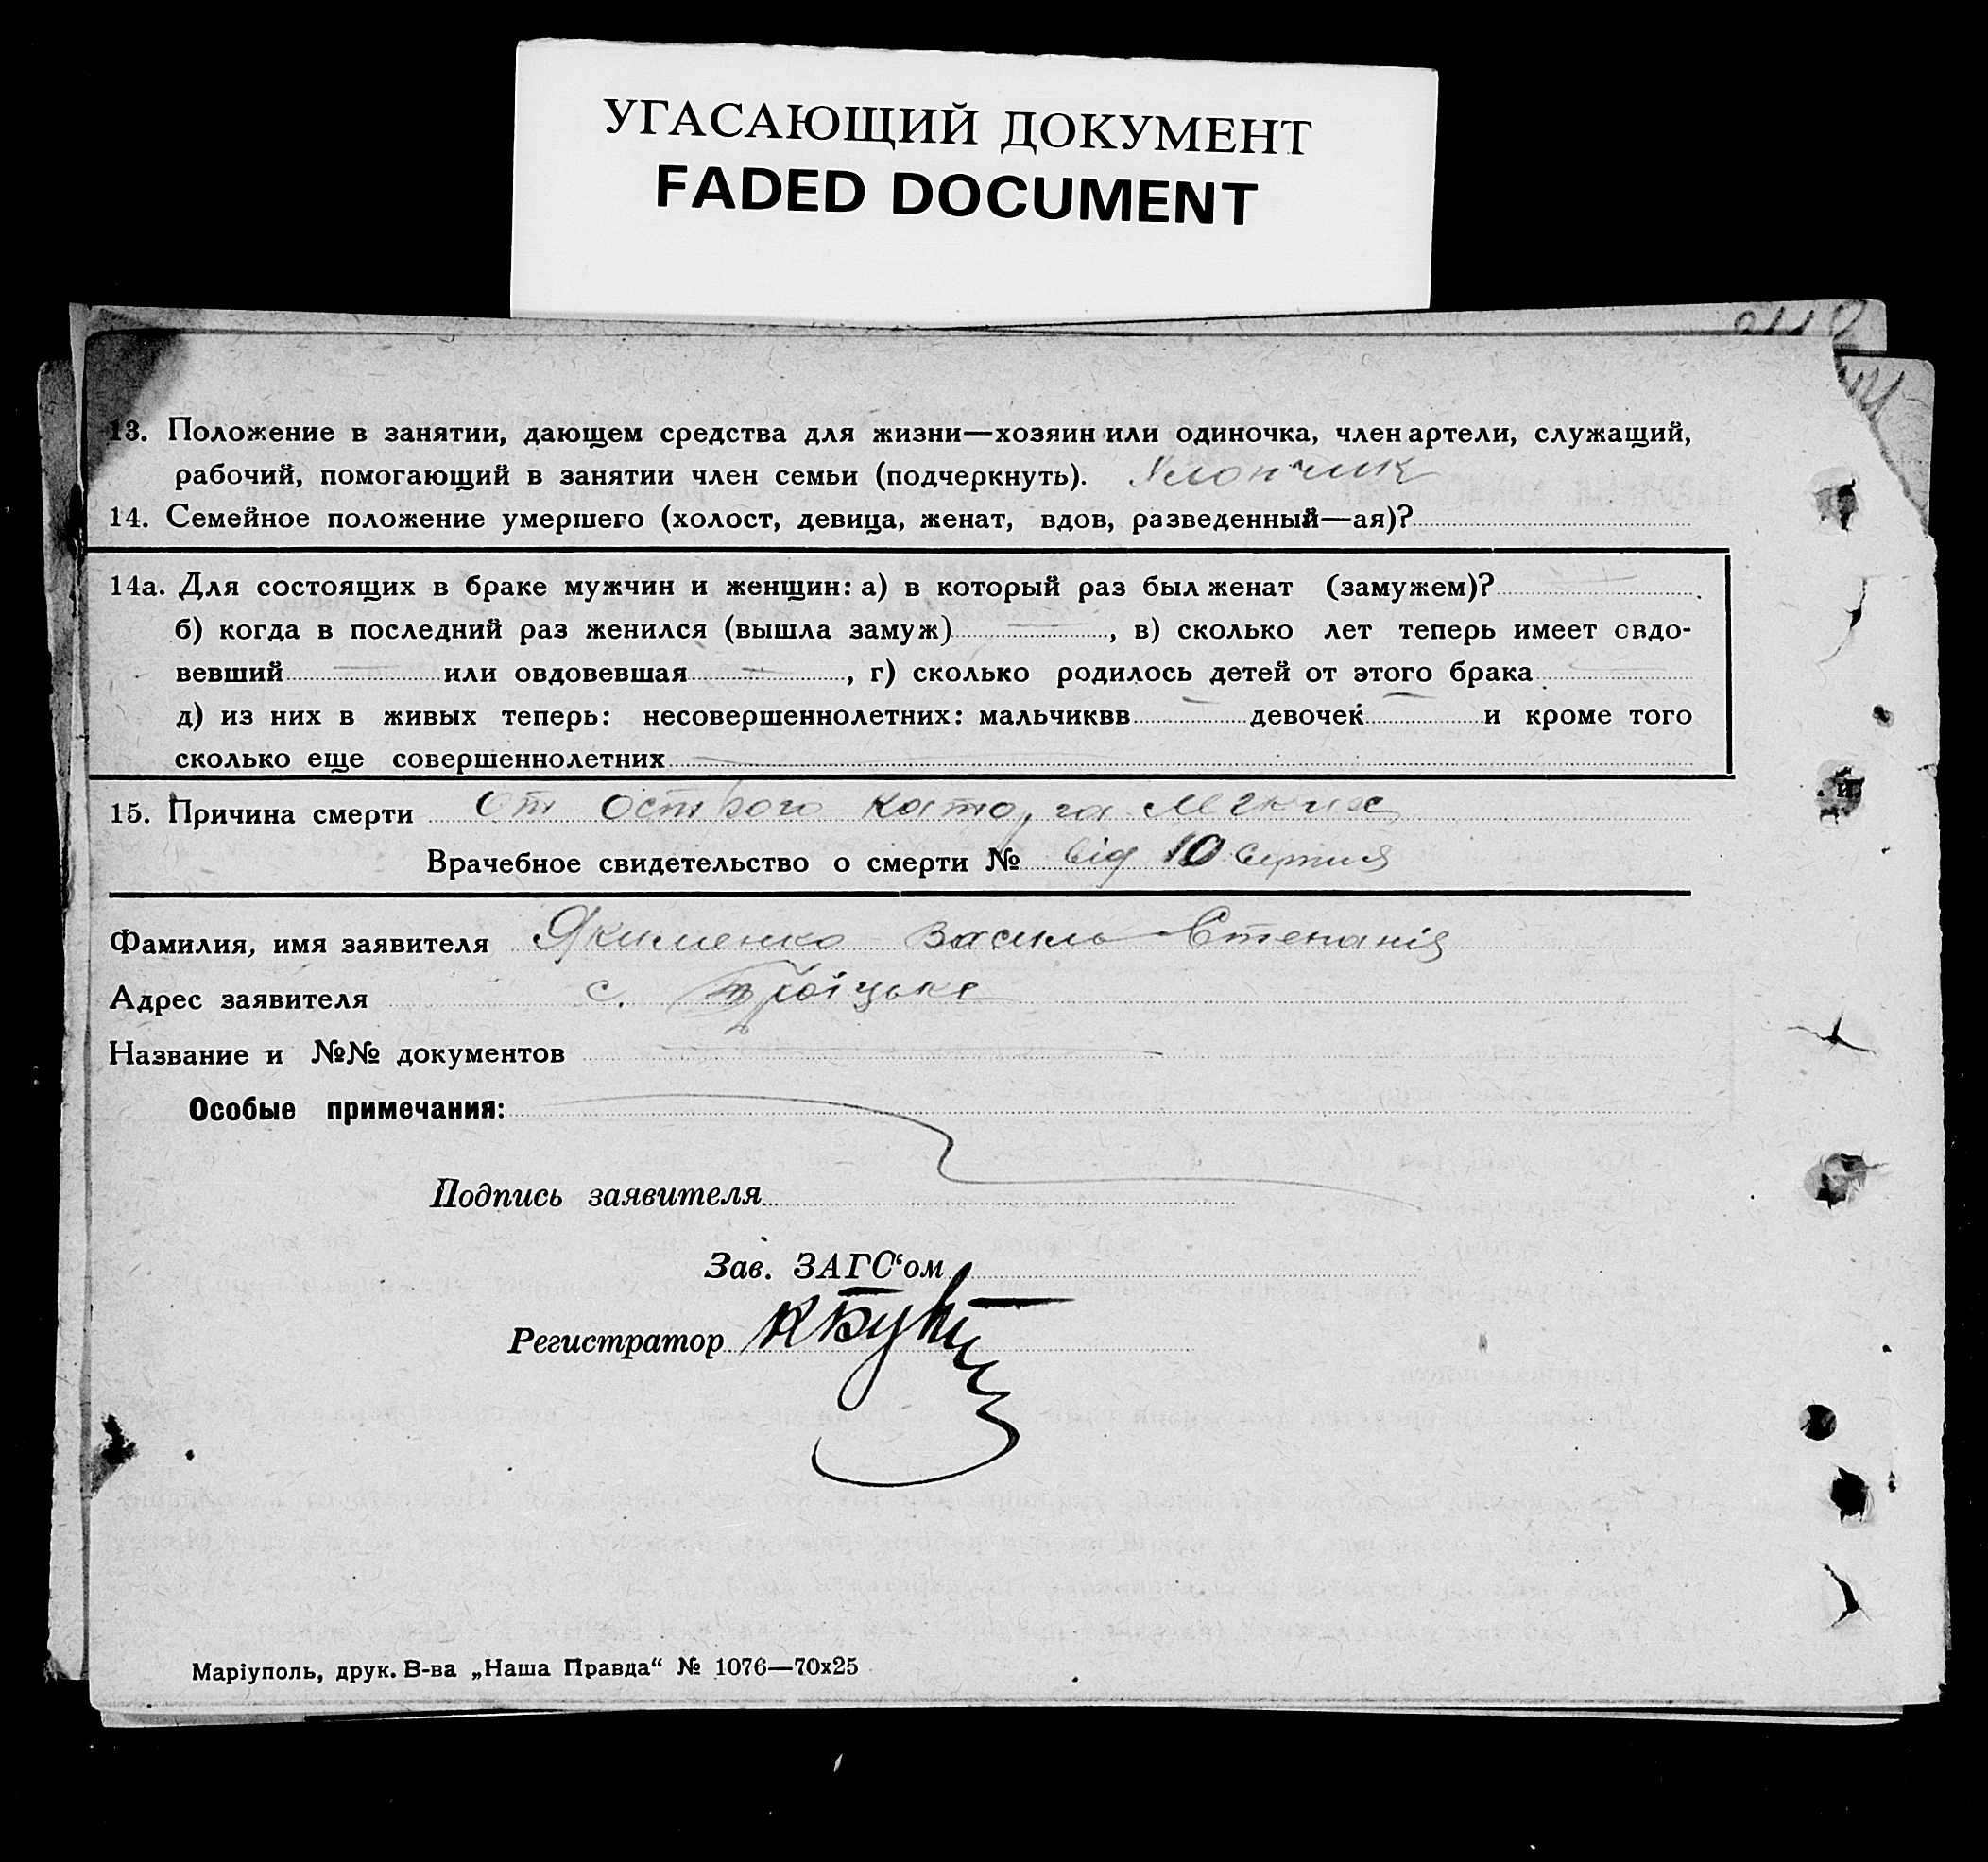 УГАСАЮЩИЙ ДОКУМЕНТ
FADED DOCUMENT
13. Положение в занятии, дающем средства для жизни—хозяин или одиночка, член артели, служащий,
рабочий, помогающий в занятии член семьи (подчеркнуть). Хлопчик
14. Семейное положение умершего (холост, девица, женат, вдов, разведенный—ая)?
14а. Для состоящих в браке мужчин и женщин: а) в который раз был женат (замужем)?
б) когда в последний раз женился (вышла замуж) , в) сколько лет теперь имеет овдо-
вевший или овдовевшая , г) сколько родилось детей от этого брака
д) из них в живых теперь: несовершеннолетних: мальчиквв девочек и кроме того
сколько еще совершеннолетних
15. Причина смерти От острого легких
Врачебное свидетельство о смерти № від 10 серпня
Фамилия, имя заявителя Якименко Василь
Адрес заявителя с. Троїцьке
Название и №№ документов
Особые примечания:
Подпись заявителя
Зав. ЗАГС‘ом
Регистратор
Маріуполь, друк. В-ва „Наша Правда“ № 1076—70х25